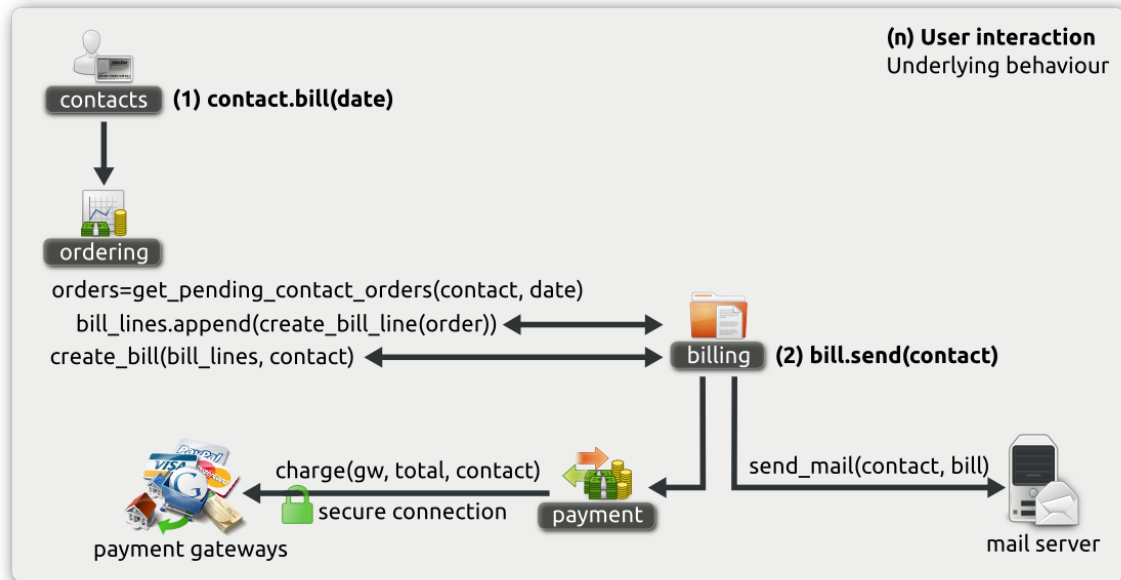 (n) User interaction
Underlying behaviour
contacts
(1) contact.bill(date)
ordering
orders=get_pending_contact_orders(contact, date)
bill_lines.append(create_bill_line(order))
create_bill(bill_lines, contact)
billing
(2) bill.send(contact)
PayPal
VISA
G
charge(gw, total, contact)
secure connection
payment gateways
payment
send_mail(contact, bill)
mail server